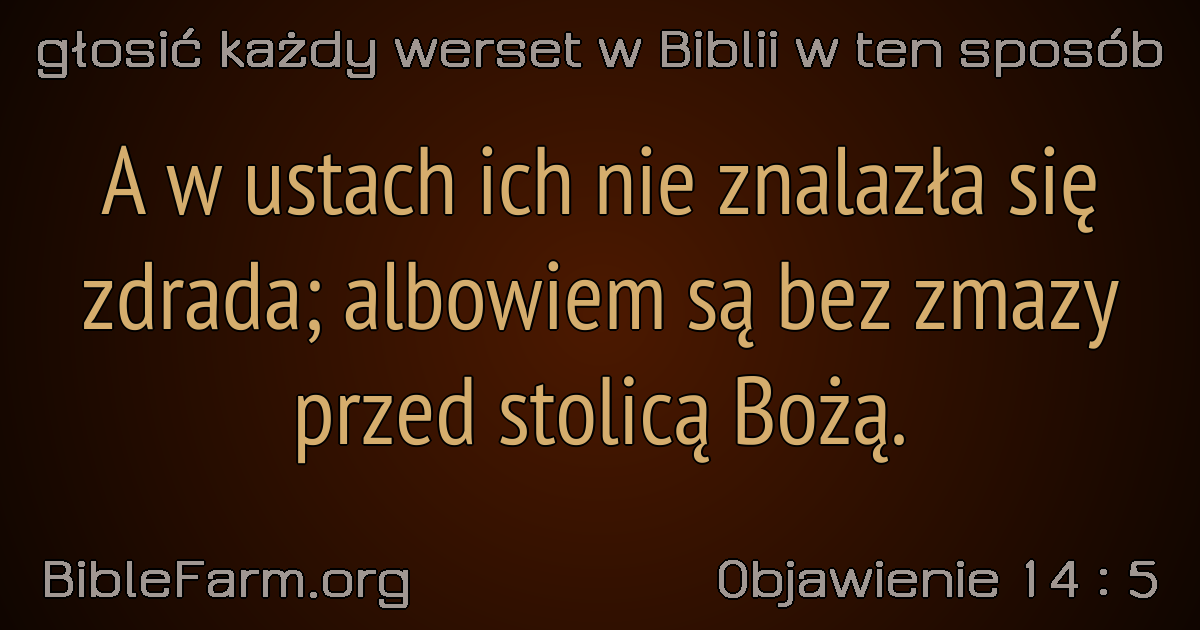 głosić każdy werset w Biblii w ten sposób
A w ustach ich nie znalazła się
zdrada; albowiem są bez zmazy
przed stolicą Bożą.
BibleFarm.org
Objawienie 14 : 5